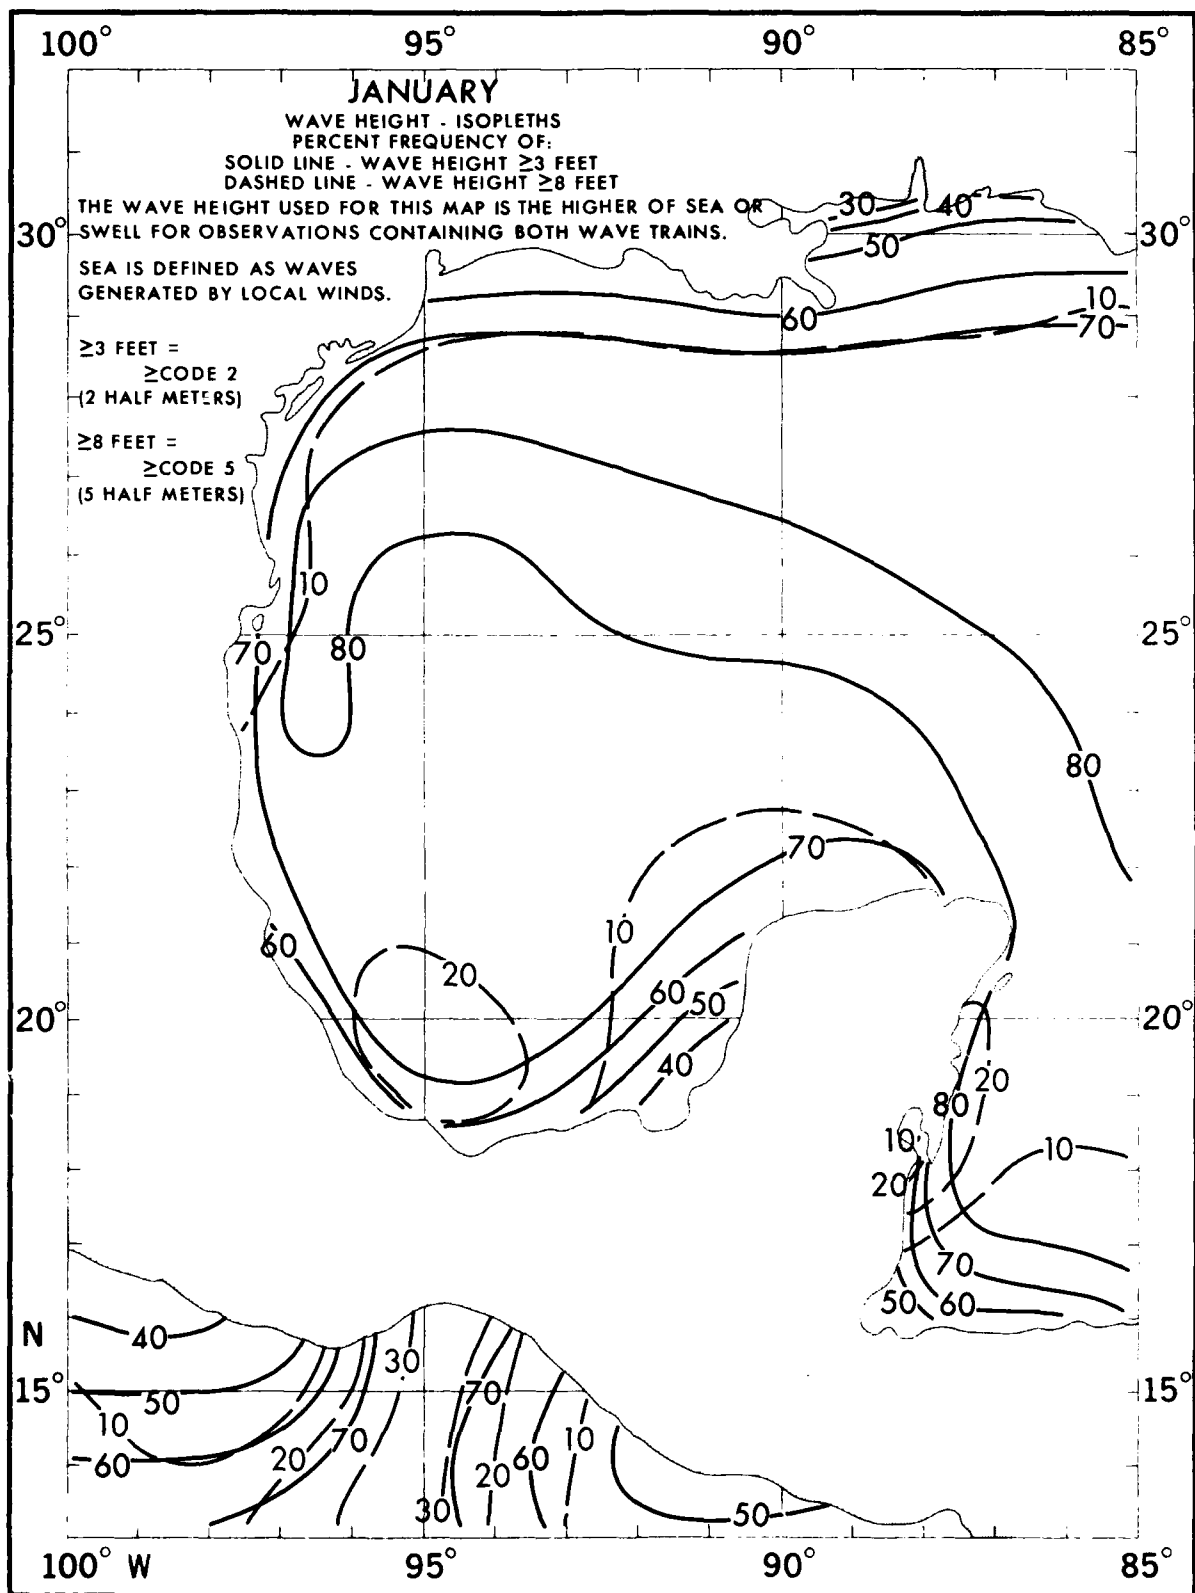 100° 95° 90° 85°
JANUARY
WAVE HEIGHT - ISOPLETHS
PERCENT FREQUENCY OF:
SOLID LINE - WAVE HEIGHT ≥3 FEET
DASHED LINE - WAVE HEIGHT ≥8 FEET
THE WAVE HEIGHT USED FOR THIS MAP IS THE HIGHER OF SEA OR
SWELL FOR OBSERVATIONS CONTAINING BOTH WAVE TRAINS.
30° 30°
SEA IS DEFINED AS WAVES
GENERATED BY LOCAL WINDS.
≥3 FEET =
≥CODE 2
(2 HALF METERS)
≥8 FEET =
≥CODE 5
(5 HALF METERS)
30 40
50
10
60 70
10
25° 25°
70 80
80
70
10
60
20
60 50
20° 20°
40 20
80
10 10
20
70
50 60
N
40
30
15° 15°
70
50
10
70 10
20 60
60 20
30 50
100° W 95° 90° 85°